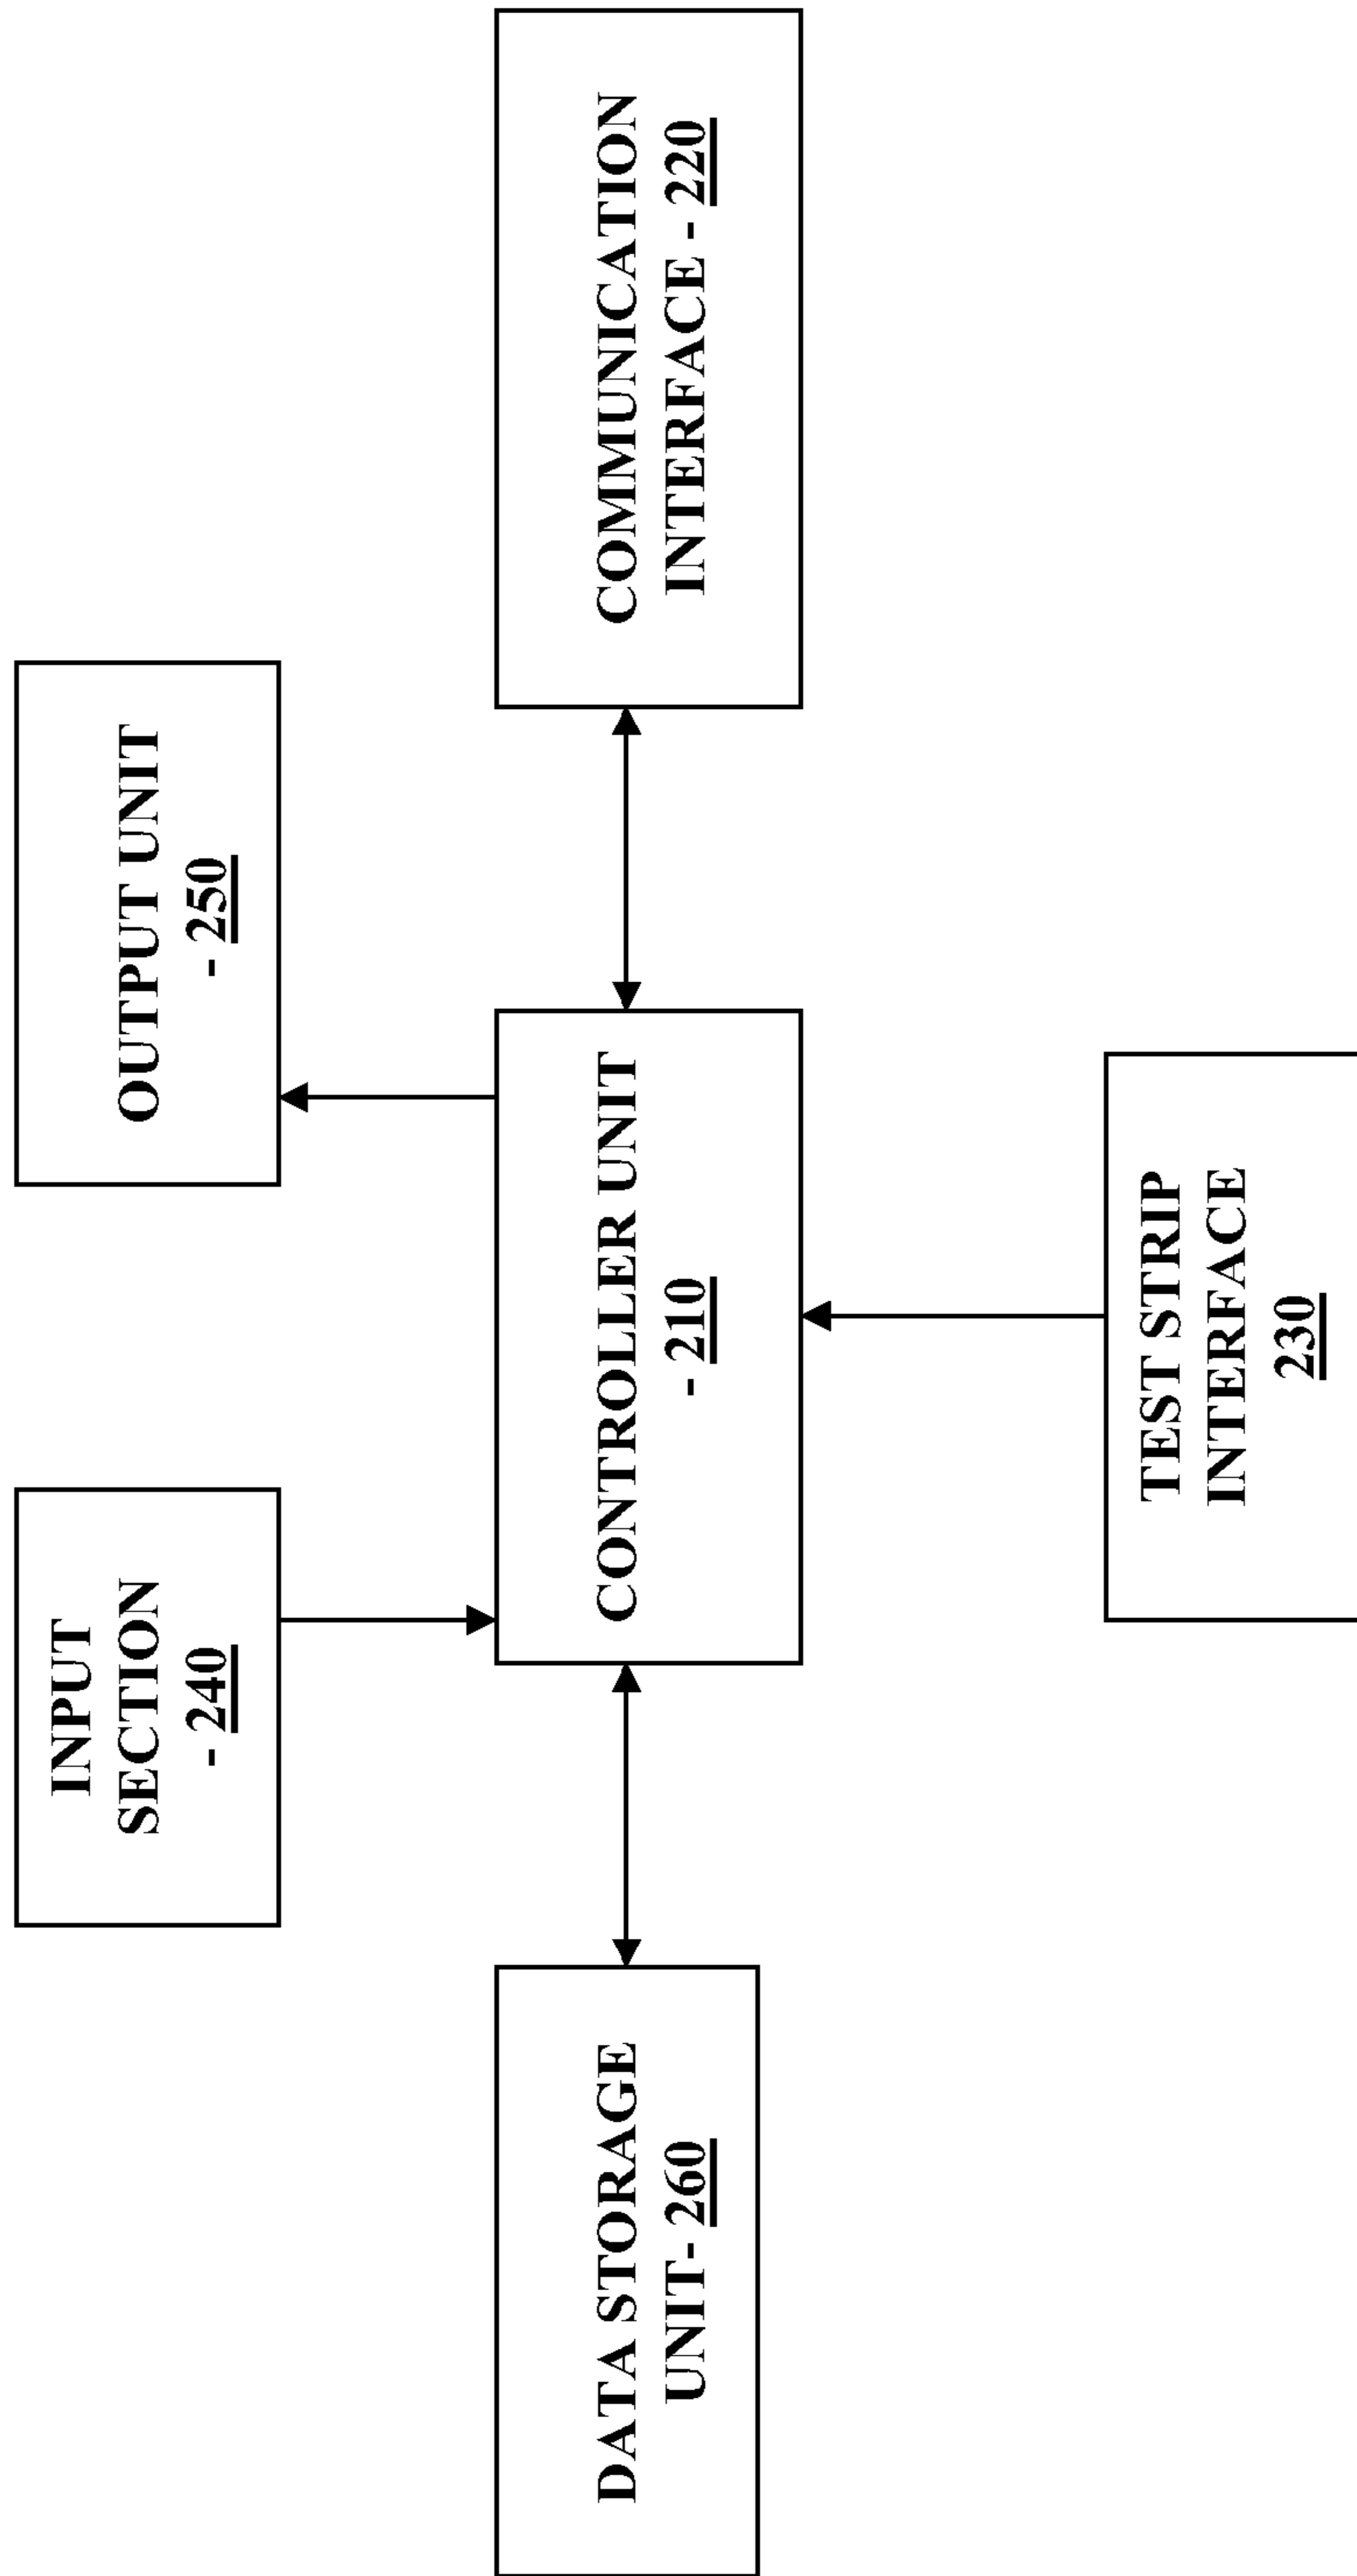 INPUT
SECTION
- 240
OUTPUT UNIT
- 250
DATA STORAGE
UNIT- 260
CONTROLLER UNIT
- 210
COMMUNICATION
INTERFACE - 220
TEST STRIP
INTERFACE
230